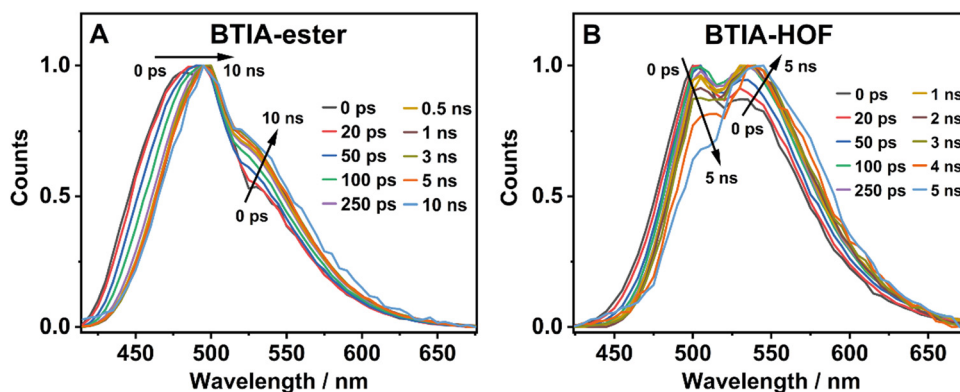 A
BTIA-ester
0 ps
10 ns
10 ns
0 ps
0 ps
0.5 ns
20 ps
1 ns
50 ps
3 ns
100 ps
5 ns
250 ps
10 ns
1.0
0.5
0.0
Counts
450
500
550
600
650
Wavelength / nm
B
BTIA-HOF
0 ps
5 ns
0 ps
5 ns
0 ps
1 ns
20 ps
2 ns
50 ps
3 ns
100 ps
4 ns
250 ps
5 ns
1.0
0.5
0.0
Counts
450
500
550
600
650
Wavelength / nm